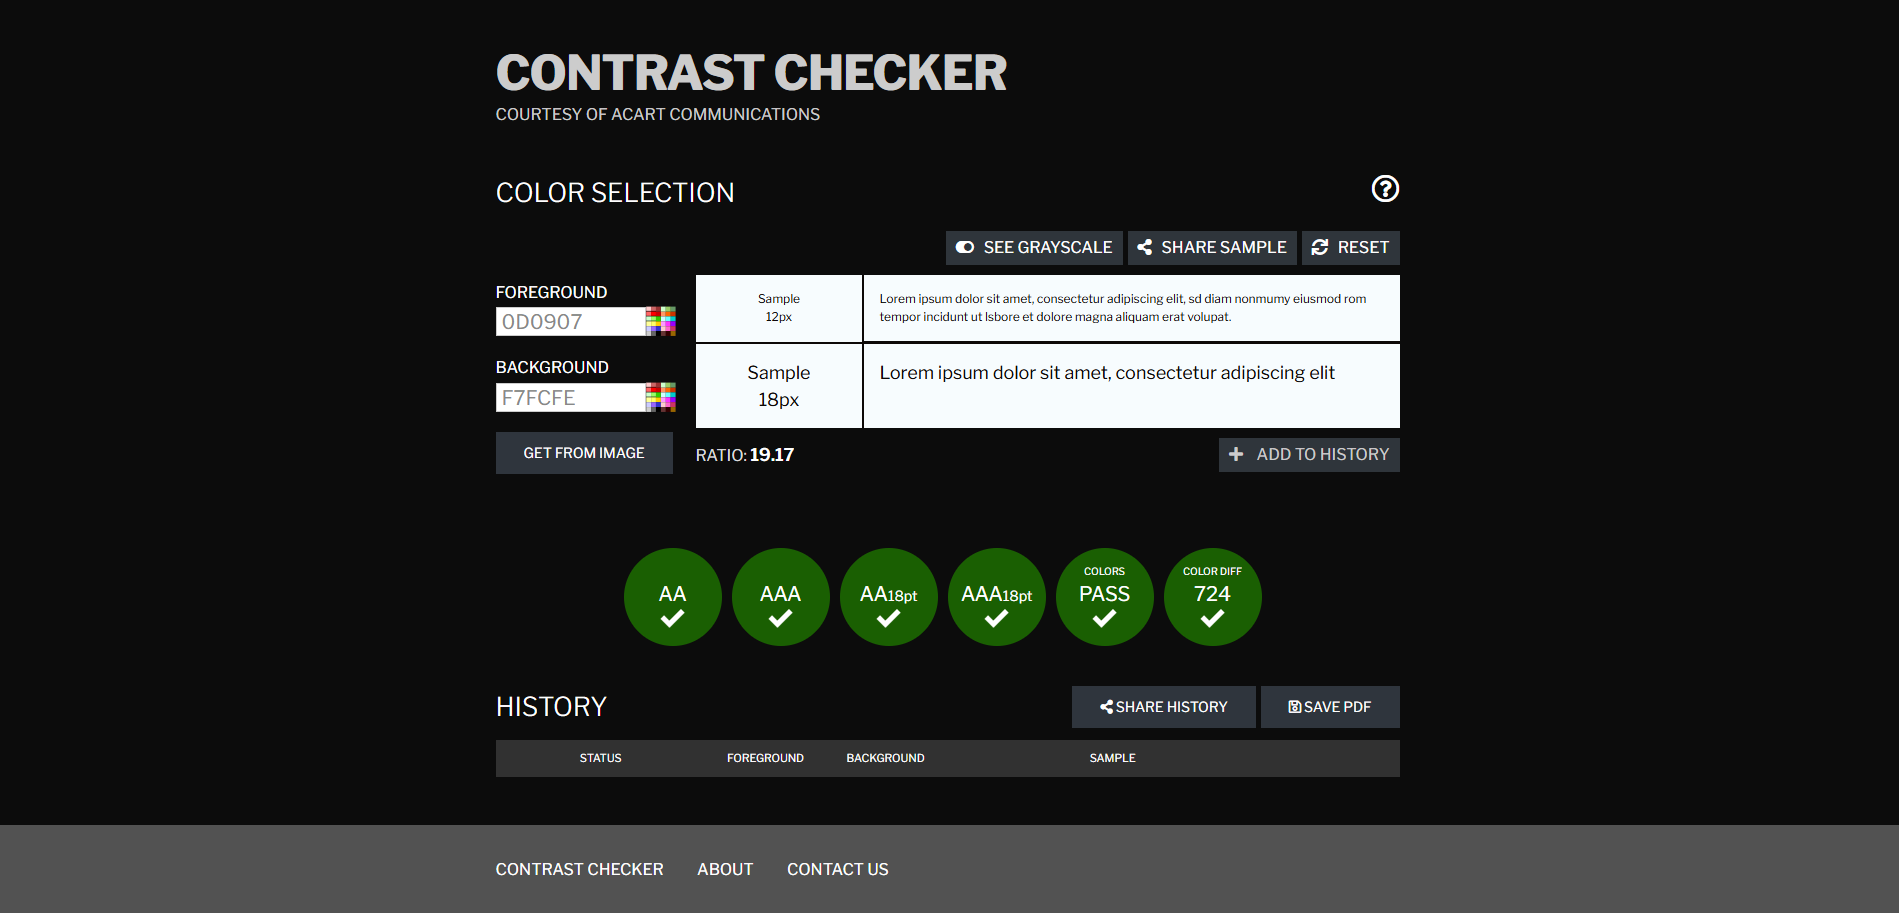 CONTRAST CHECKER
COURTESY OF ACART COMMUNICATIONS
COLOR SELECTION
SEE GRAYSCALE
SHARE SAMPLE
RESET
FOREGROUND
0D0907
BACKGROUND
F7FCFE
GET FROM IMAGE
Sample
12px
Lorem ipsum dolor sit amet, consectetur adipiscing elit, sd diam nonmumy eiusmod rom
tempor incidunt ut lsbore et dolore magna aliquam erat volupat.
Sample
18px
Lorem ipsum dolor sit amet, consectetur adipiscing elit
RATIO: 19.17
ADD TO HISTORY
AA
AAA
AA18pt
AAA18pt
COLORS
PASS
COLOR DIFF
724
HISTORY
SHARE HISTORY
SAVE PDF
STATUS
FOREGROUND
BACKGROUND
SAMPLE
CONTRAST CHECKER
ABOUT
CONTACT US